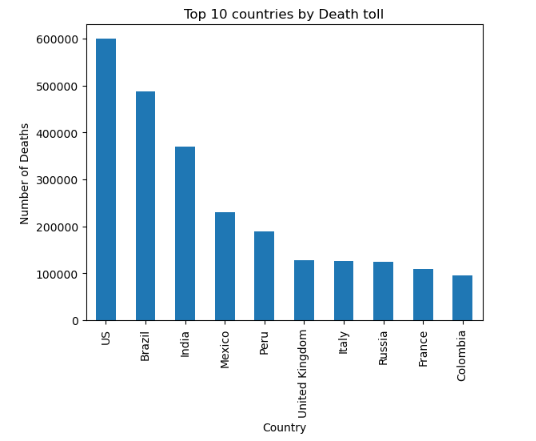 Top 10 countries by Death toll
Number of Deaths
600000
500000
400000
300000
200000
100000
0
US
Brazil
India
Mexico
Peru
United Kingdom
Italy
Russia
France
Colombia
Country